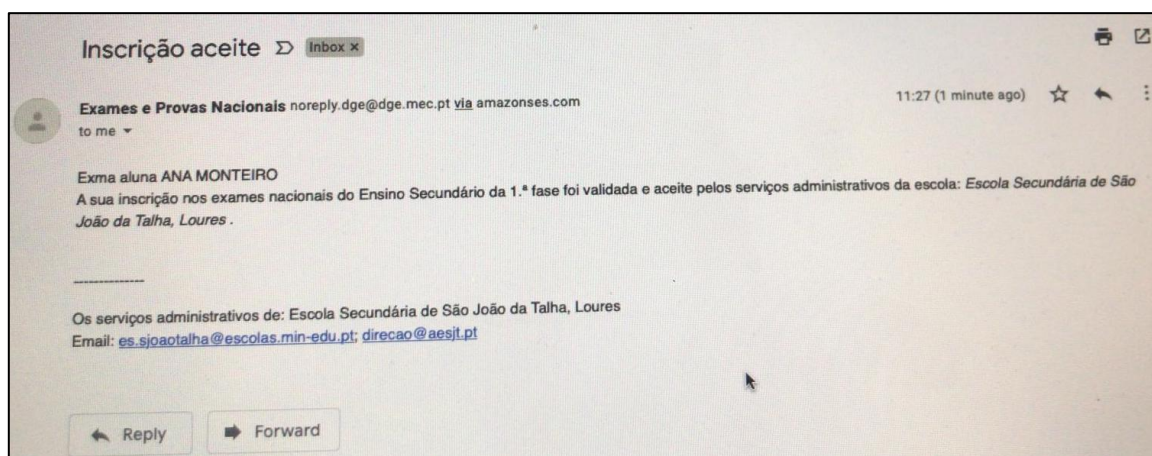 Inscrição aceite Inbox ×
Exames e Provas Nacionais noreply.dge@dge.mec.pt via amazonses.com 11:27 (1 minute ago)
to me
Exma aluna ANA MONTEIRO
A sua inscrição nos exames nacionais do Ensino Secundário da 1.ª fase foi validada e aceite pelos serviços administrativos da escola: Escola Secundária de São
João da Talha, Loures .
--------------
Os serviços administrativos de: Escola Secundária de São João da Talha, Loures
Email: es.sjoaotalha@escolas.min-edu.pt; direcao@aesjt.pt
Reply Forward